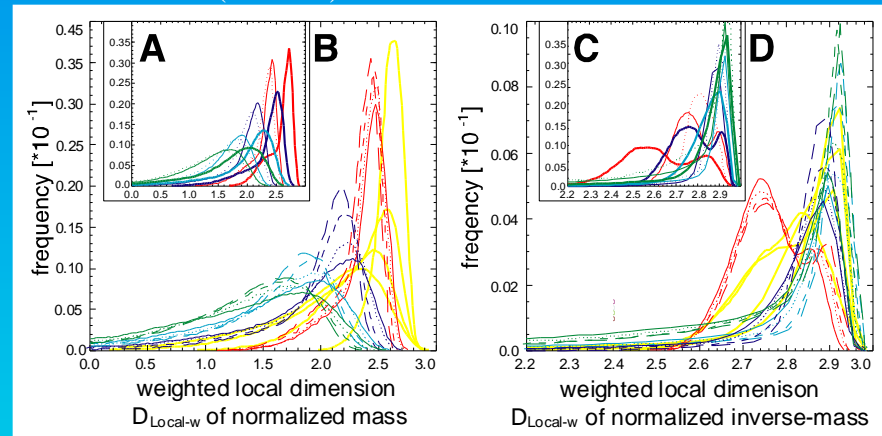 A
B
C
D
frequency [*10⁻¹]
0.45
0.40
0.35
0.30
0.25
0.20
0.15
0.10
0.05
0.0
0.0 0.5 1.0 1.5 2.0 2.5 3.0
0.35
0.30
0.25
0.20
0.15
0.10
0.05
0.0
0.0 0.5 1.0 1.5 2.0 2.5
weighted local dimension
D Local-w of normalized mass
freqency [*10⁻¹]
0.10
0.08
0.06
0.04
0.02
0.0
2.2 2.3 2.4 2.5 2.6 2.7 2.8 2.9 3.0
0.35
0.30
0.25
0.20
0.15
0.10
0.05
0.0
2.2 2.3 2.4 2.5 2.6 2.7 2.8 2.9
weighted local dimenison
D Local-w of normalized inverse-mass